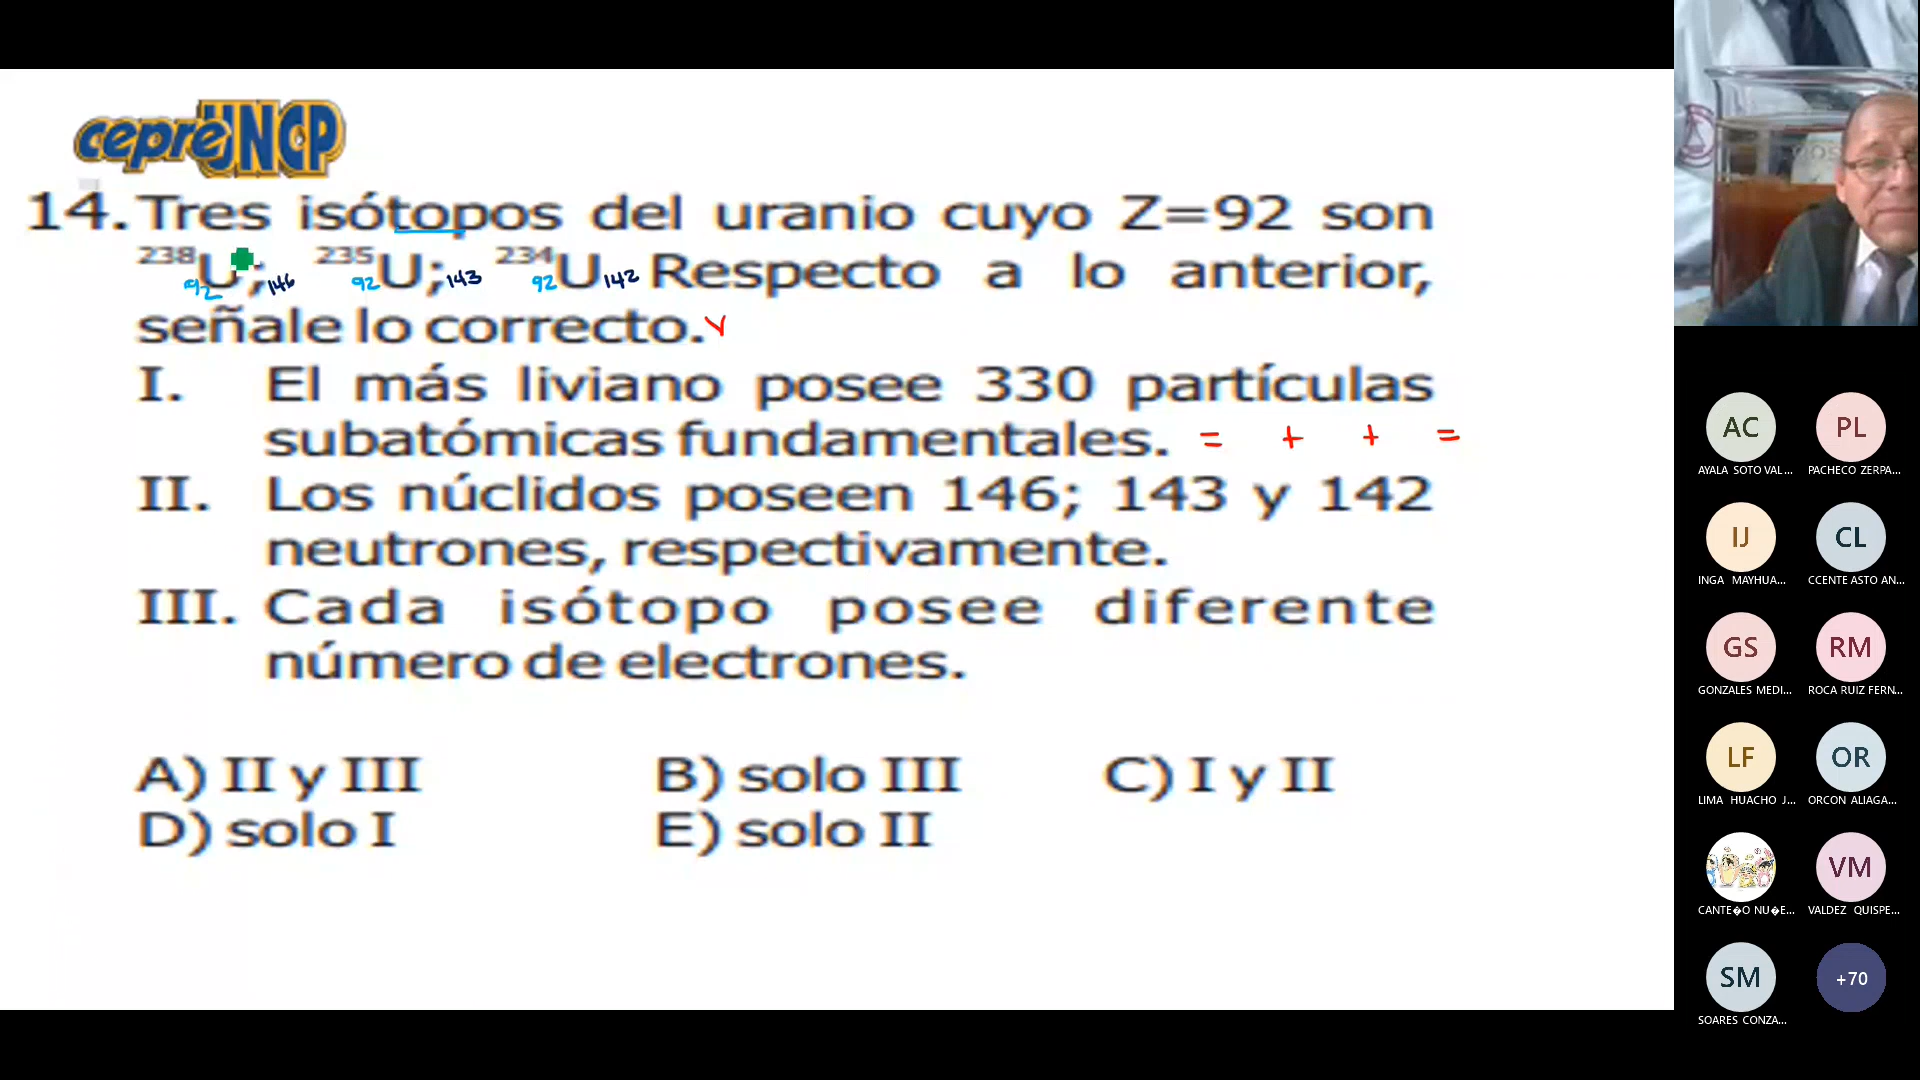 cepreUNCP
14. Tres isótopos del uranio cuyo Z=92 son
238 92 U; 146 235 92 U; 143 234 92 U 142 Respecto a lo anterior,
señale lo correcto.
I. El más liviano posee 330 partículas
subatómicas fundamentales. = + + =
II. Los núclidos poseen 146; 143 y 142
neutrones, respectivamente.
III. Cada isótopo posee diferente
número de electrones.
A) II y III B) solo III C) I y II
D) solo I E) solo II
AC PL
AYALA SOTO VAL... PACHECO ZERPA...
IJ CL
INGA MAYHUA... CCENTE ASTO AN...
GS RM
GONZALES MEDI... ROCA RUIZ FERN...
LF OR
LIMA HUACHO J... ORCON ALIAGA...
VM
CANTE�O NU�E... VALDEZ QUISPE...
SM +70
SOARES CONZA...